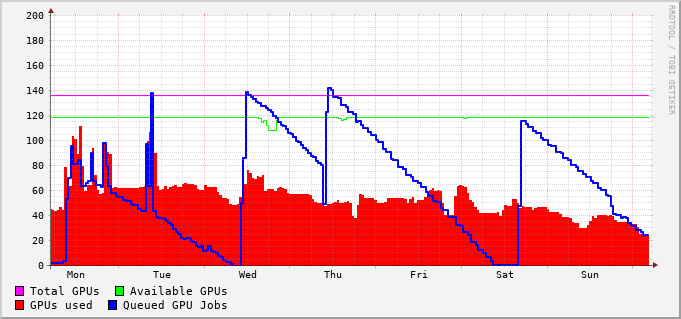 200
180
160
140
120
100
80
60
40
20
0
Mon Tue Wed Thu Fri Sat Sun
Total GPUs Available GPUs
GPUs used Queued GPU Jobs
RRDTOOL / TOBI OETIKER